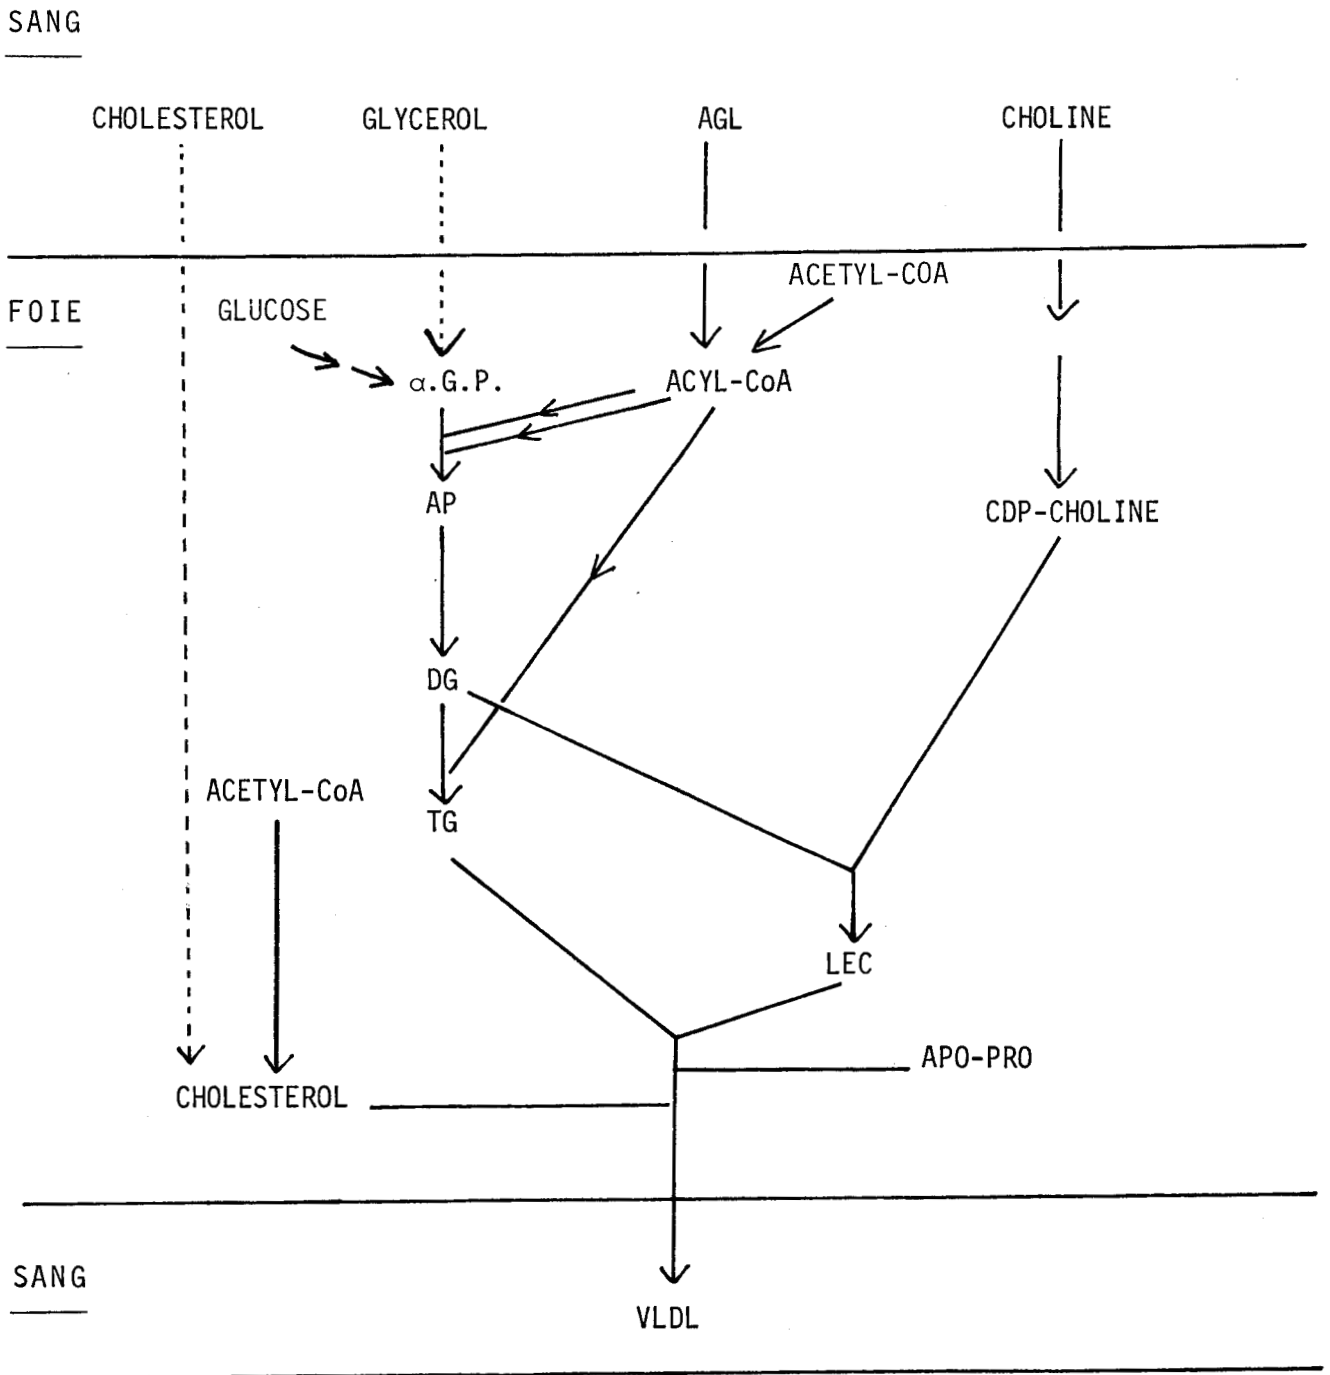 SANG
CHOLESTEROL GLYCEROL AGL CHOLINE
ACETYL-COA
FOIE GLUCOSE
α.G.P. ACYL-CoA
AP CDP-CHOLINE
DG
ACETYL-CoA
TG
LEC
APO-PRO
CHOLESTEROL
SANG
VLDL